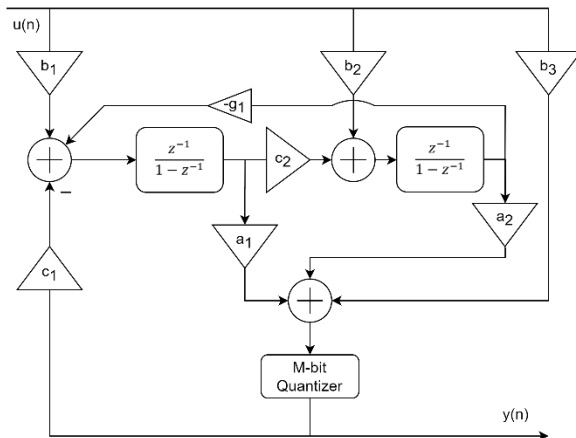 u(n)
b1
b2
b3
-g1
z⁻¹
1 − z⁻¹
c2
z⁻¹
1 − z⁻¹
−
a1
a2
c1
M-bit
Quantizer
y(n)